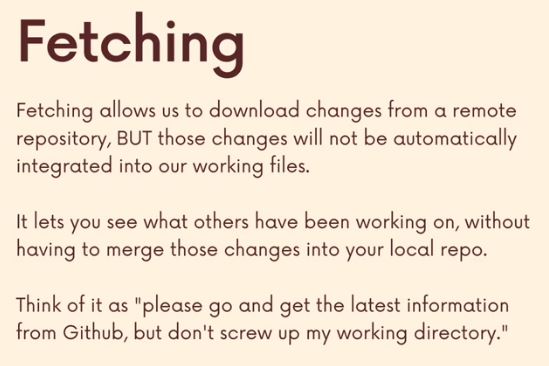 Fetching
Fetching allows us to download changes from a remote
repository, BUT those changes will not be automatically
integrated into our working files.
It lets you see what others have been working on, without
having to merge those changes into your local repo.
Think of it as "please go and get the latest information
from Github, but don't screw up my working directory."